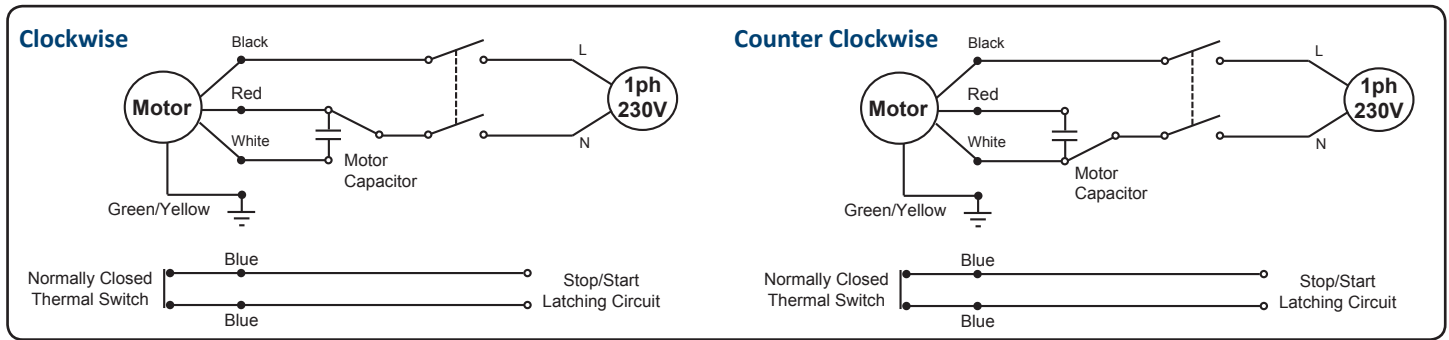 Clockwise
Black
L
Motor
Red
1ph
230V
White
N
Motor
Capacitor
Green/Yellow
Normally Closed
Thermal Switch
Blue
Blue
Stop/Start
Latching Circuit
Counter Clockwise
Black
L
Motor
Red
1ph
230V
White
N
Motor
Capacitor
Green/Yellow
Normally Closed
Thermal Switch
Blue
Blue
Stop/Start
Latching Circuit